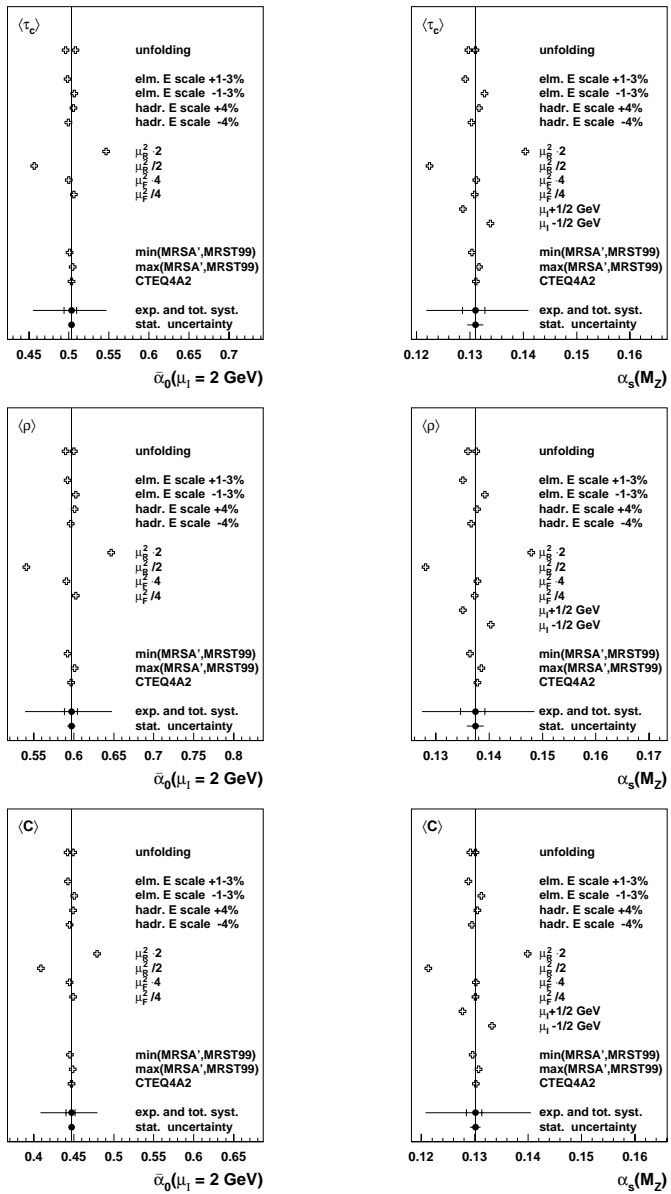 ⟨τc⟩
unfolding
elm. E scale +1-3%
elm. E scale -1-3%
hadr. E scale +4%
hadr. E scale -4%
μ²R ·2
μ²R /2
μ²F ·4
μ²F /4
min(MRSA',MRST99)
max(MRSA',MRST99)
CTEQ4A2
exp. and tot. syst.
stat. uncertainty
0.45 0.5 0.55 0.6 0.65 0.7
ᾱ0(μI = 2 GeV)
⟨τc⟩
unfolding
elm. E scale +1-3%
elm. E scale -1-3%
hadr. E scale +4%
hadr. E scale -4%
μ²R ·2
μ²R /2
μ²F ·4
μ²F /4
μI+1/2 GeV
μI -1/2 GeV
min(MRSA',MRST99)
max(MRSA',MRST99)
CTEQ4A2
exp. and tot. syst.
stat. uncertainty
0.12 0.13 0.14 0.15 0.16
αs(MZ)
⟨ρ⟩
unfolding
elm. E scale +1-3%
elm. E scale -1-3%
hadr. E scale +4%
hadr. E scale -4%
μ²R ·2
μ²R /2
μ²F ·4
μ²F /4
min(MRSA',MRST99)
max(MRSA',MRST99)
CTEQ4A2
exp. and tot. syst.
stat. uncertainty
0.55 0.6 0.65 0.7 0.75 0.8
ᾱ0(μI = 2 GeV)
⟨ρ⟩
unfolding
elm. E scale +1-3%
elm. E scale -1-3%
hadr. E scale +4%
hadr. E scale -4%
μ²R ·2
μ²R /2
μ²F ·4
μ²F /4
μI+1/2 GeV
μI -1/2 GeV
min(MRSA',MRST99)
max(MRSA',MRST99)
CTEQ4A2
exp. and tot. syst.
stat. uncertainty
0.13 0.14 0.15 0.16 0.17
αs(MZ)
⟨C⟩
unfolding
elm. E scale +1-3%
elm. E scale -1-3%
hadr. E scale +4%
hadr. E scale -4%
μ²R ·2
μ²R /2
μ²F ·4
μ²F /4
min(MRSA',MRST99)
max(MRSA',MRST99)
CTEQ4A2
exp. and tot. syst.
stat. uncertainty
0.4 0.45 0.5 0.55 0.6 0.65
ᾱ0(μI = 2 GeV)
⟨C⟩
unfolding
elm. E scale +1-3%
elm. E scale -1-3%
hadr. E scale +4%
hadr. E scale -4%
μ²R ·2
μ²R /2
μ²F ·4
μ²F /4
μI+1/2 GeV
μI -1/2 GeV
min(MRSA',MRST99)
max(MRSA',MRST99)
CTEQ4A2
exp. and tot. syst.
stat. uncertainty
0.12 0.13 0.14 0.15 0.16
αs(MZ)